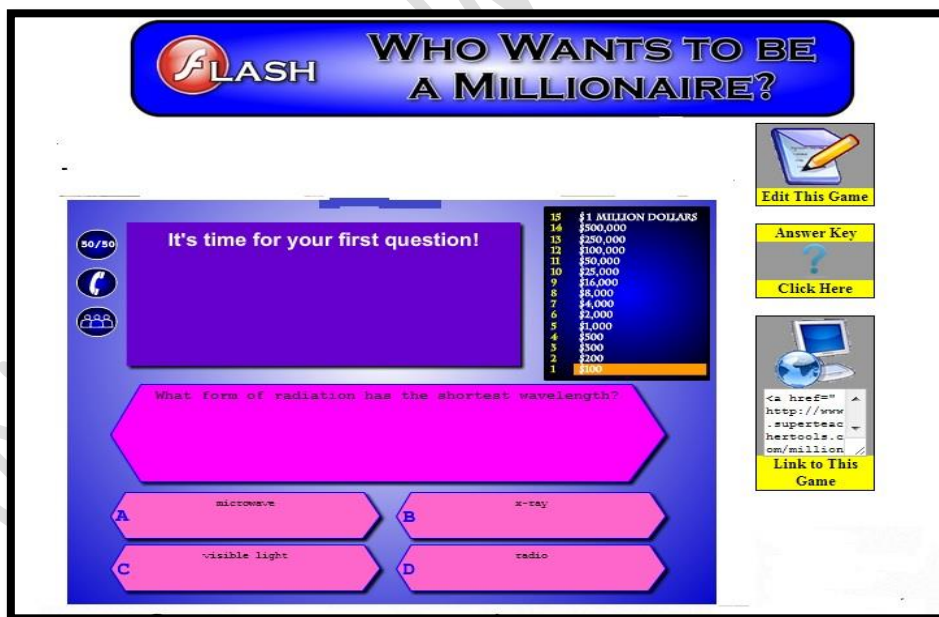 FLASH
WHO WANTS TO BE
A MILLIONAIRE?
Edit This Game
Answer Key
?
Click Here
<a href="
http://www
.superteac
hertools.c
om/million
Link to This
Game
50/50
It's time for your first question!
15 $1 MILLION DOLLARS
14 $500,000
13 $250,000
12 $100,000
11 $50,000
10 $25,000
9 $16,000
8 $8,000
7 $4,000
6 $2,000
5 $1,000
4 $500
3 $300
2 $200
1 $100
What form of radiation has the shortest wavelength?
A microwave
B x-ray
C visible light
D radio